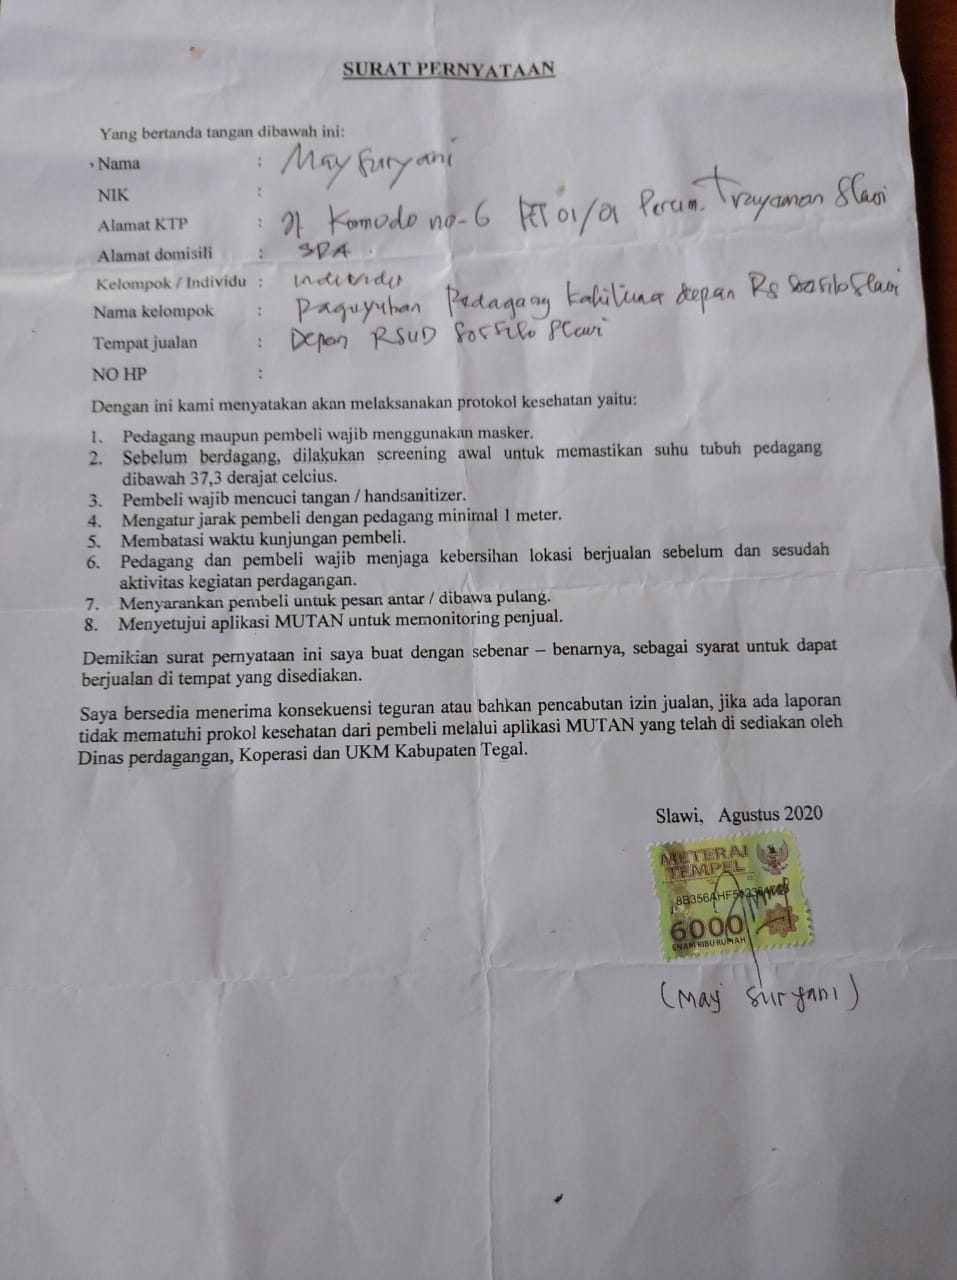 SURAT PERNYATAAN
Yang bertanda tangan dibawah ini:
Nama : May Suryani
NIK :
Alamat KTP : Jl Komodo no-6 RT 01/01 Perum. Trayaman Slawi
Alamat domisili : SDA.
Kelompok / Individu : individu
Nama kelompok : Paguyuban Pedagang kakilima depan RS Soesilo Slawi
Tempat jualan : Depan RSUD Soesilo Slawi
NO HP :
Dengan ini kami menyatakan akan melaksanakan protokol kesehatan yaitu:
1. Pedagang maupun pembeli wajib menggunakan masker.
2. Sebelum berdagang, dilakukan screening awal untuk memastikan suhu tubuh pedagang
dibawah 37,3 derajat celcius.
3. Pembeli wajib mencuci tangan / handsanitizer.
4. Mengatur jarak pembeli dengan pedagang minimal 1 meter.
5. Membatasi waktu kunjungan pembeli.
6. Pedagang dan pembeli wajib menjaga kebersihan lokasi berjualan sebelum dan sesudah
aktivitas kegiatan perdagangan.
7. Menyarankan pembeli untuk pesan antar / dibawa pulang.
8. Menyetujui aplikasi MUTAN untuk memonitoring penjual.
Demikian surat pernyataan ini saya buat dengan sebenar – benarnya, sebagai syarat untuk dapat
berjualan di tempat yang disediakan.
Saya bersedia menerima konsekuensi teguran atau bahkan pencabutan izin jualan, jika ada laporan
tidak mematuhi prokol kesehatan dari pembeli melalui aplikasi MUTAN yang telah di sediakan oleh
Dinas perdagangan, Koperasi dan UKM Kabupaten Tegal.
Slawi, Agustus 2020
METERAI
TEMPEL
6000
ENAM RIBU RUPIAH
(May Suryani)